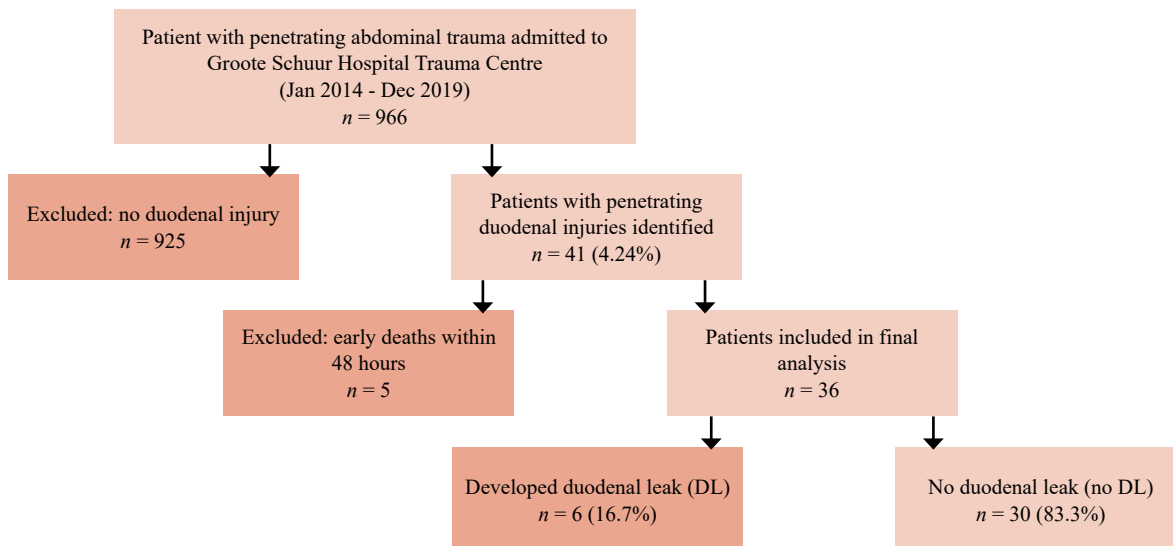 Patient with penetrating abdominal trauma admitted to
Groote Schuur Hospital Trauma Centre
(Jan 2014 - Dec 2019)
n = 966
Excluded: no duodenal injury
n = 925
Patients with penetrating
duodenal injuries identified
n = 41 (4.24%)
Excluded: early deaths within
48 hours
n = 5
Patients included in final
analysis
n = 36
Developed duodenal leak (DL)
n = 6 (16.7%)
No duodenal leak (no DL)
n = 30 (83.3%)